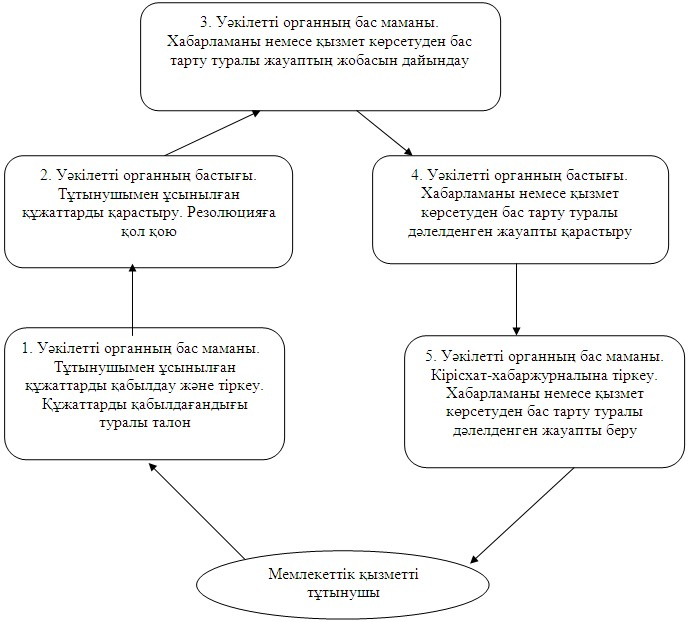 3. Уәкілетті органның бас маманы.
Хабарламаны немесе қызмет көрсетуден бас
тарту туралы жауаптың жобасын дайындау
2. Уәкілетті органның бастығы.
Тұтынушымен ұсынылған
құжаттарды қарастыру. Резолюцияға
қол қою
4. Уәкілетті органның бастығы.
Хабарламаны немесе қызмет
көрсетуден бас тарту туралы
дәлелденген жауапты қарастыру
1. Уәкілетті органның бас маманы.
Тұтынушымен ұсынылған
құжаттарды қабылдау және тіркеу.
Құжаттарды қабылдағандығы
туралы талон
5. Уәкілетті органның бас маманы.
Кірісхат-хабаржурналына тіркеу.
Хабарламаны немесе қызмет
көрсетуден бас тарту туралы
дәлелденген жауапты беру
Мемлекеттік қызметті
тұтынушы